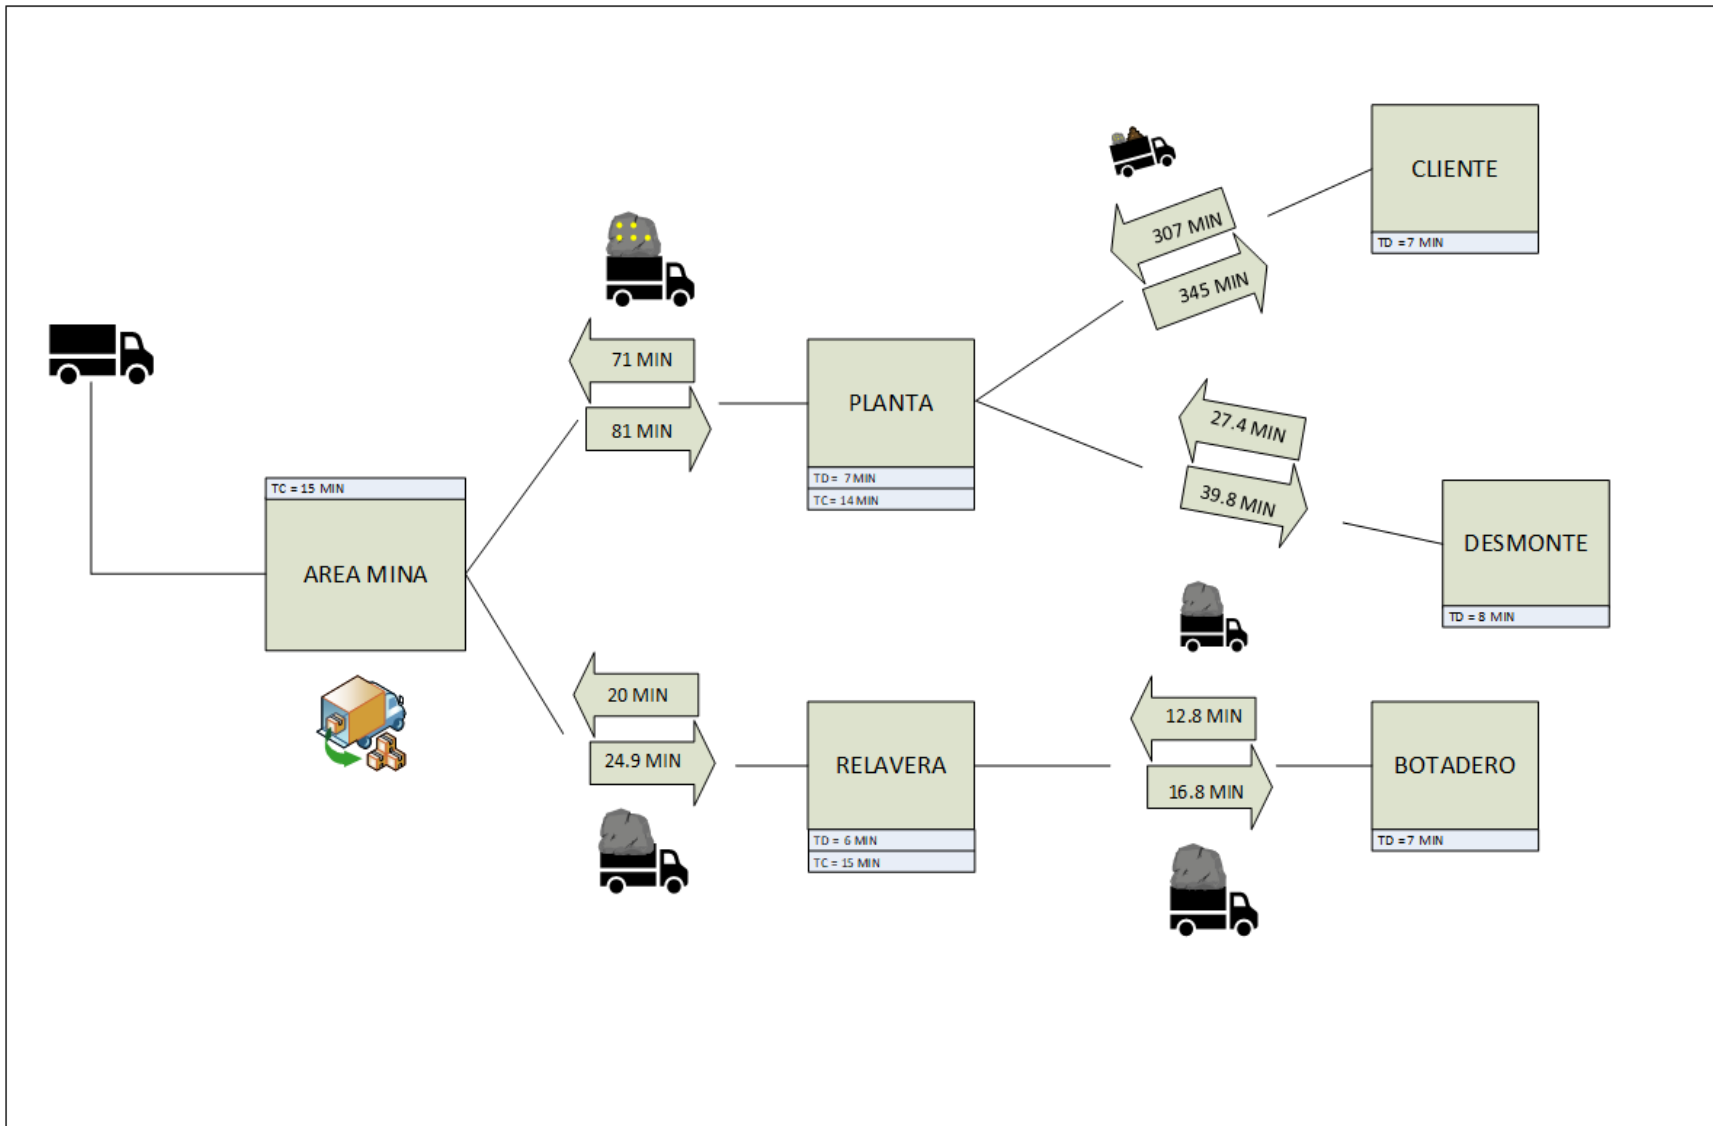 CLIENTE
TD = 7 MIN
307 MIN
345 MIN
71 MIN
81 MIN
PLANTA
TD = 7 MIN
TC = 14 MIN
27.4 MIN
39.8 MIN
DESMONTE
TD = 8 MIN
TC = 15 MIN
AREA MINA
20 MIN
24.9 MIN
RELAVERA
TD = 6 MIN
TC = 15 MIN
12.8 MIN
16.8 MIN
BOTADERO
TD = 7 MIN